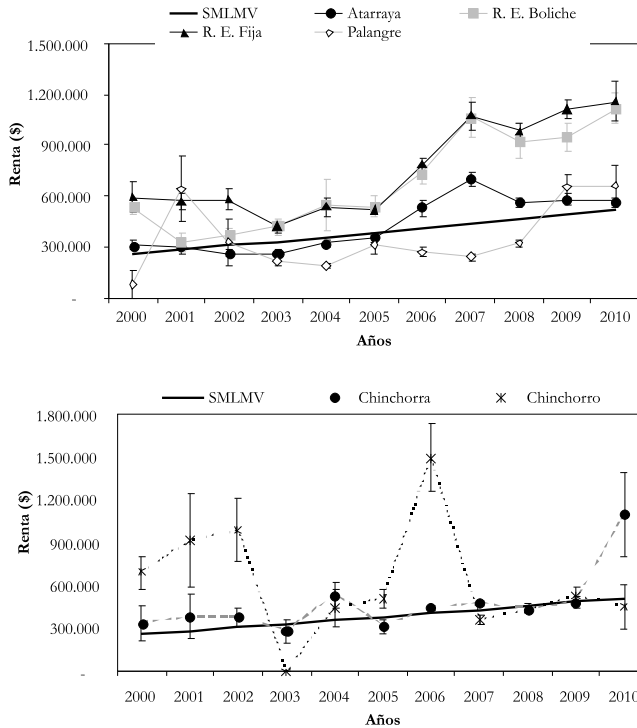 SMLMV Atarraya R. E. Boliche
R. E. Fija Palangre
1.500.000
1.200.000
900.000
600.000
300.000
-
Renta ($)
2000 2001 2002 2003 2004 2005 2006 2007 2008 2009 2010
Años
SMLMV Chinchorra Chinchorro
1.800.000
1.500.000
1.200.000
900.000
600.000
300.000
-
Renta ($)
2000 2001 2002 2003 2004 2005 2006 2007 2008 2009 2010
Años